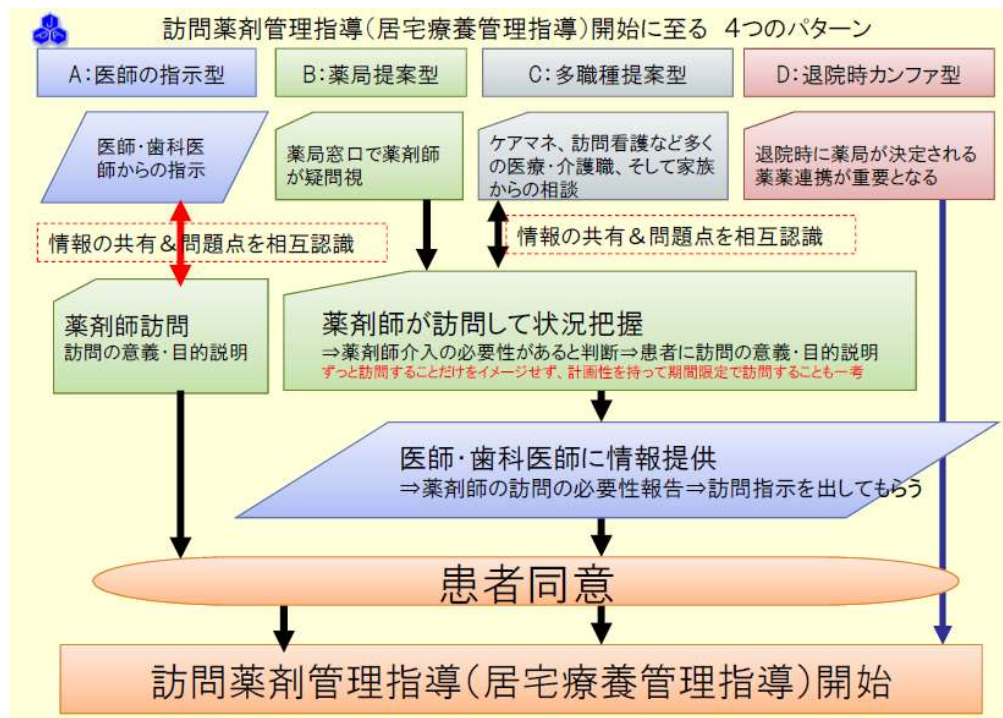 訪問薬剤管理指導(居宅療養管理指導)開始に至る 4つのパターン
A:医師の指示型
B:薬局提案型
C:多職種提案型
D:退院時カンファ型
医師・歯科医
師からの指示
薬局窓口で薬剤師
が疑問視
ケアマネ、訪問看護など多く
の医療・介護職、そして家族
からの相談
退院時に薬局が決定される
薬薬連携が重要となる
情報の共有&問題点を相互認識
情報の共有&問題点を相互認識
薬剤師訪問
訪問の意義・目的説明
薬剤師が訪問して状況把握
⇒薬剤師介入の必要性があると判断⇒患者に訪問の意義・目的説明
ずっと訪問することだけをイメージせず、計画性を持って期間限定で訪問することも一考
医師・歯科医師に情報提供
⇒薬剤師の訪問の必要性報告⇒訪問指示を出してもらう
患者同意
訪問薬剤管理指導(居宅療養管理指導)開始